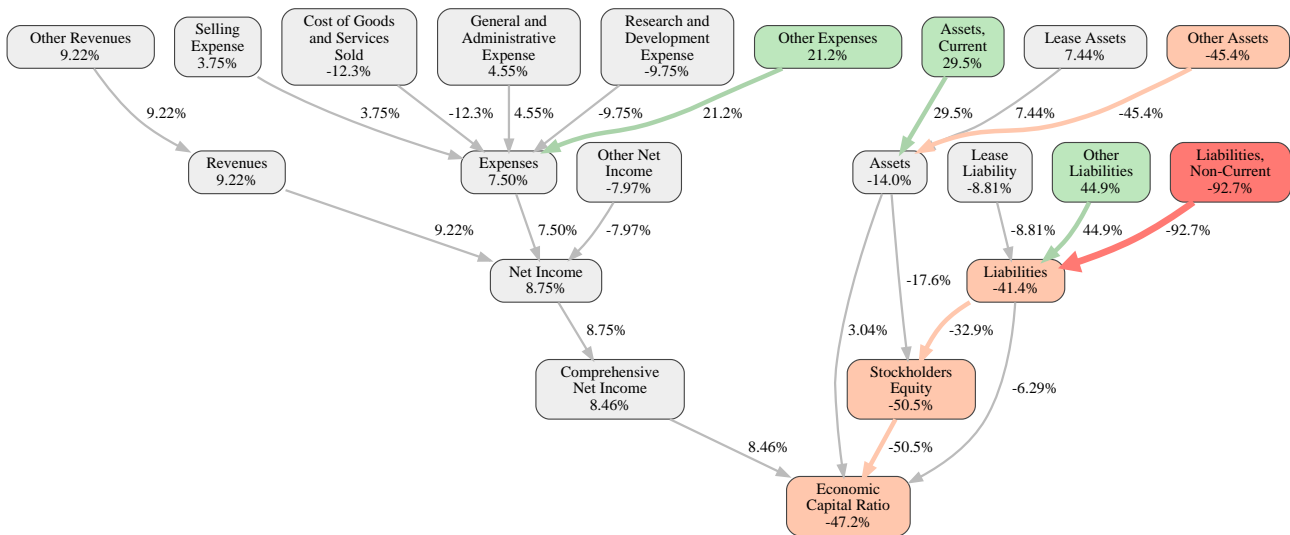 Other Revenues
9.22%
Selling
Expense
3.75%
Cost of Goods
and Services
Sold
-12.3%
General and
Administrative
Expense
4.55%
Research and
Development
Expense
-9.75%
Other Expenses
21.2%
Assets,
Current
29.5%
Lease Assets
7.44%
Other Assets
-45.4%
9.22%
3.75%
-12.3%
4.55%
-9.75%
21.2%
29.5%
7.44%
-45.4%
Revenues
9.22%
Expenses
7.50%
Other Net
Income
-7.97%
Assets
-14.0%
Lease
Liability
-8.81%
Other
Liabilities
44.9%
Liabilities,
Non-Current
-92.7%
9.22%
7.50%
-7.97%
-8.81%
44.9%
-92.7%
Net Income
8.75%
-17.6%
Liabilities
-41.4%
8.75%
3.04%
-32.9%
Comprehensive
Net Income
8.46%
Stockholders
Equity
-50.5%
-6.29%
8.46%
-50.5%
Economic
Capital Ratio
-47.2%